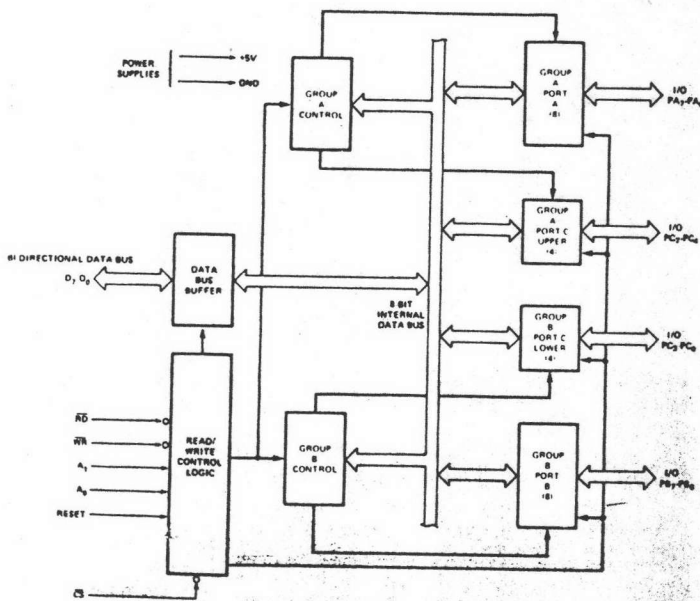 POWER
SUPPLIES
+5V
GND
GROUP
A
CONTROL
GROUP
A
PORT
A
(8)
I/O
PA7-PA
GROUP
A
PORT C
UPPER
(4)
I/O
PC7-PC4
BI DIRECTIONAL DATA BUS
D7 D0
DATA
BUS
BUFFER
8 BIT
INTERNAL
DATA BUS
GROUP
B
PORT C
LOWER
(4)
I/O
PC3-PC0
RD
WR
A1
A0
RESET
READ/
WRITE
CONTROL
LOGIC
GROUP
B
CONTROL
GROUP
B
PORT
B
(8)
I/O
PB7-PB0
CS